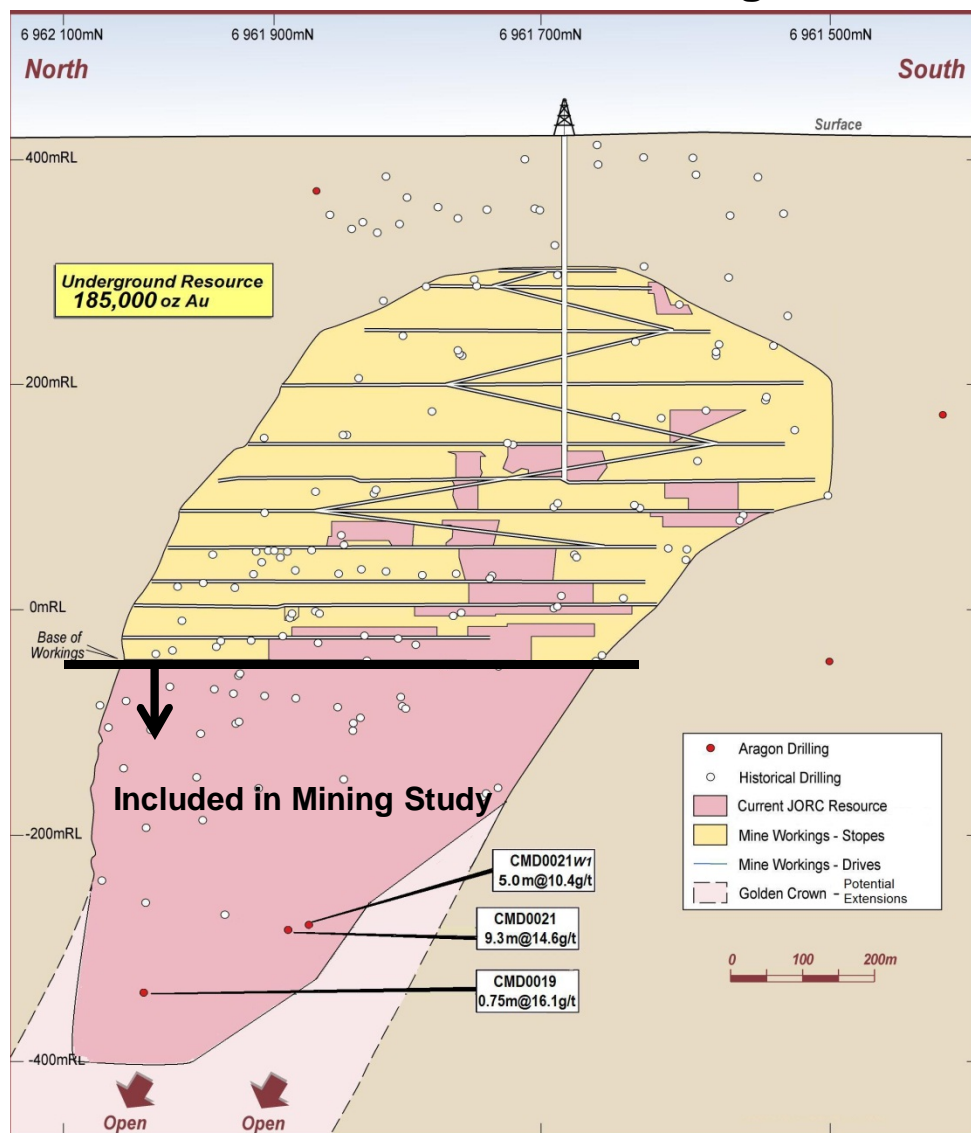 6 962 100mN
6 961 900mN
6 961 700mN
6 961 500mN
North
South
Surface
400mRL
Underground Resource
185,000 oz Au
200mRL
0mRL
Base of
Workings
Included in Mining Study
-200mRL
CMD0021W1
5.0m@10.4g/t
CMD0021
9.3m@14.6g/t
CMD0019
0.75m@16.1g/t
-400mRL
Open
Open
Aragon Drilling
Historical Drilling
Current JORC Resource
Mine Workings - Stopes
Mine Workings - Drives
Golden Crown - Potential
Extensions
0 100 200m